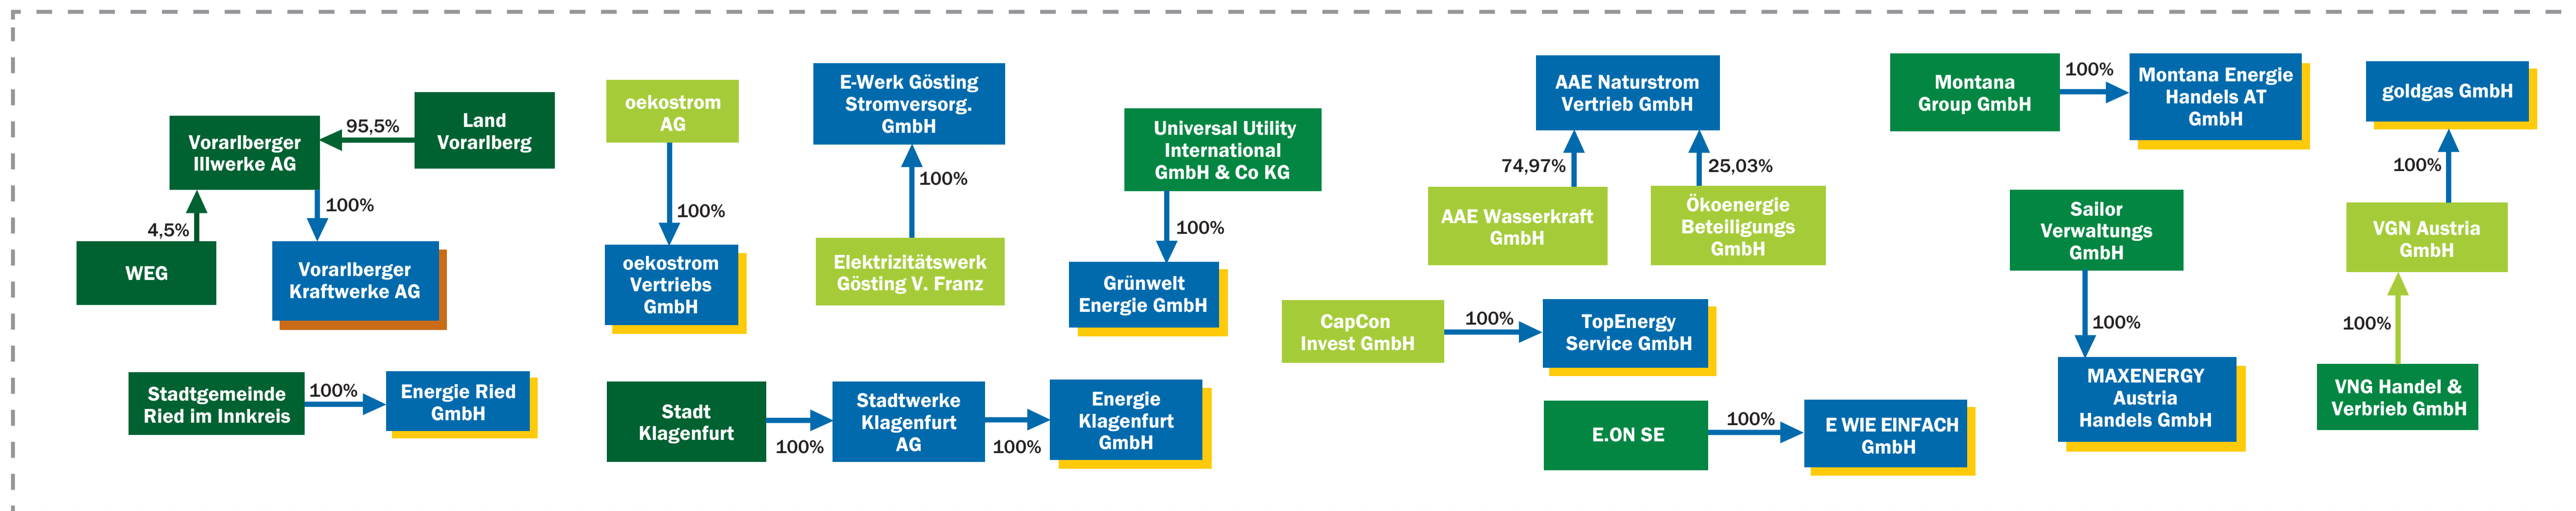 Vorarlberger
Illwerke AG
95,5%
Land
Vorarlberg
4,5%
100%
WEG
Vorarlberger
Kraftwerke AG
Stadtgemeinde
Ried im Innkreis
100%
Energie Ried
GmbH
oekostrom
AG
100%
oekostrom
Vertriebs
GmbH
E-Werk Gösting
Stromversorg.
GmbH
100%
Elektrizitätswerk
Gösting V. Franz
Universal Utility
International
GmbH & Co KG
100%
Grünwelt
Energie GmbH
Stadt
Klagenfurt
100%
Stadtwerke
Klagenfurt
AG
100%
Energie
Klagenfurt
GmbH
AAE Naturstrom
Vertrieb GmbH
74,97%
25,03%
AAE Wasserkraft
GmbH
Ökoenergie
Beteiligungs
GmbH
CapCon
Invest GmbH
100%
TopEnergy
Service GmbH
E.ON SE
100%
E WIE EINFACH
GmbH
Montana
Group GmbH
100%
Montana Energie
Handels AT
GmbH
Sailor
Verwaltungs
GmbH
100%
MAXENERGY
Austria
Handels GmbH
goldgas GmbH
100%
VGN Austria
GmbH
100%
VNG Handel &
Verbrieb GmbH